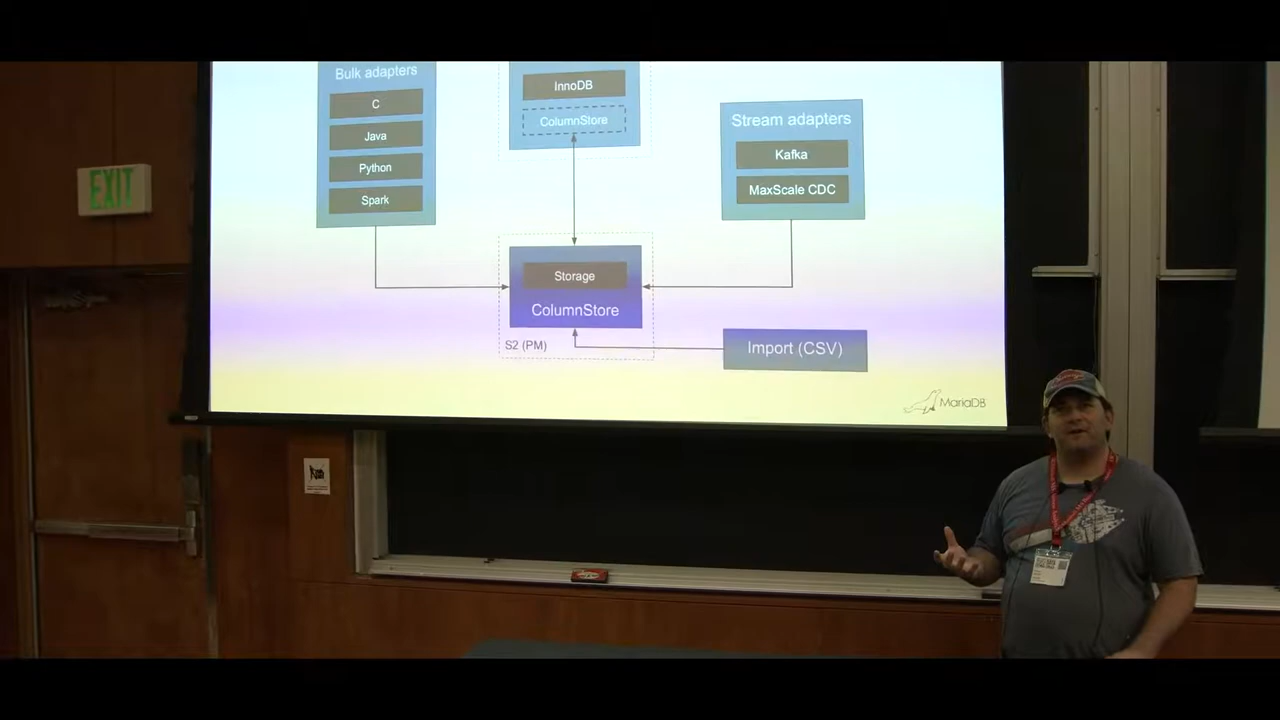 Bulk adapters
C
Java
Python
Spark
InnoDB
ColumnStore
Stream adapters
Kafka
MaxScale CDC
Storage
ColumnStore
S2 (PM)
Import (CSV)
MariaDB
EXIT